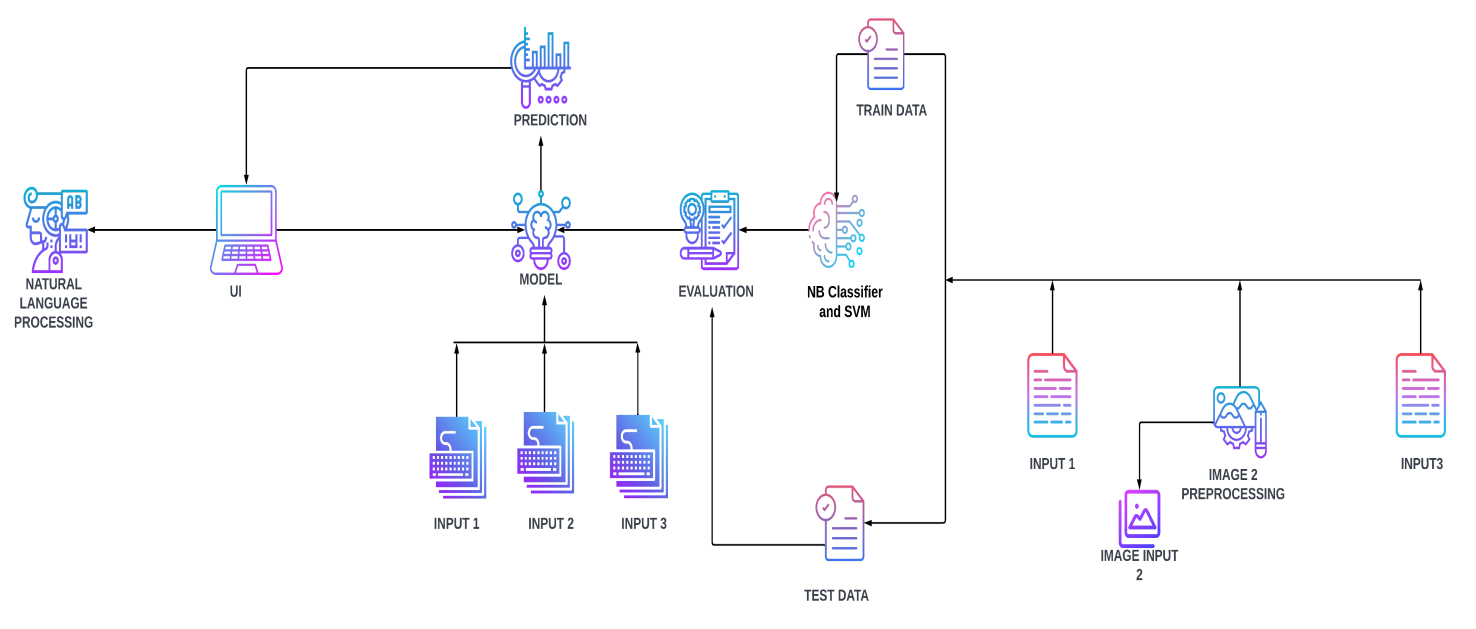 TRAIN DATA
PREDICTION
AB
NATURAL
LANGUAGE
PROCESSING
UI
MODEL
EVALUATION
NB Classifier
and SVM
INPUT 1
IMAGE 2
PREPROCESSING
INPUT3
INPUT 1
INPUT 2
INPUT 3
IMAGE INPUT
2
TEST DATA